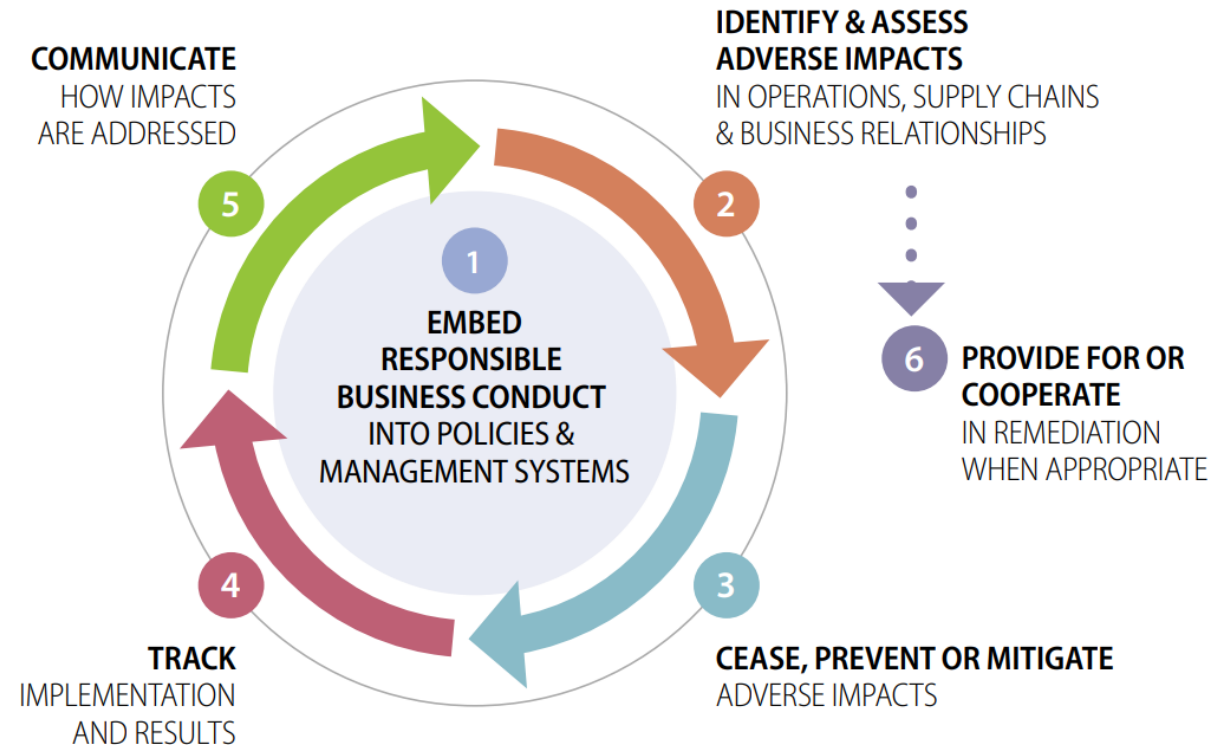 1
EMBED
RESPONSIBLE
BUSINESS CONDUCT
INTO POLICIES &
MANAGEMENT SYSTEMS
2
IDENTIFY & ASSESS
ADVERSE IMPACTS
IN OPERATIONS, SUPPLY CHAINS
& BUSINESS RELATIONSHIPS
3
CEASE, PREVENT OR MITIGATE
ADVERSE IMPACTS
4
TRACK
IMPLEMENTATION
AND RESULTS
5
COMMUNICATE
HOW IMPACTS
ARE ADDRESSED
6
PROVIDE FOR OR
COOPERATE
IN REMEDIATION
WHEN APPROPRIATE